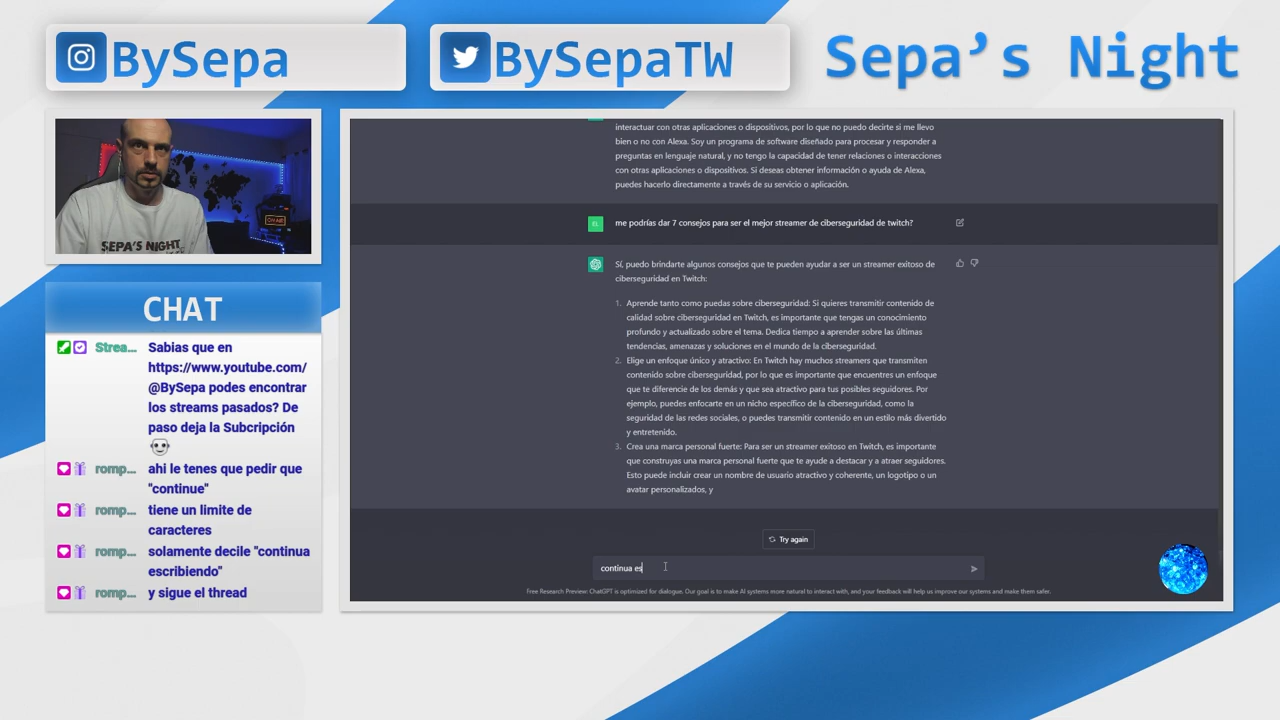 BySepa
BySepaTW
Sepa's Night
SEPA'S NIGHT
CHAT
Strea... Sabias que en
https://www.youtube.com/
@BySepa podes encontrar
los streams pasados? De
paso deja la Subcripción
romp... ahi le tenes que pedir que
"continue"
romp... tiene un limite de
caracteres
romp... solamente decile "continua
escribiendo"
romp... y sigue el thread
interactuar con otras aplicaciones o dispositivos, por lo que no puedo decirte si me llevo
bien o no con Alexa. Soy un programa de software diseñado para procesar y responder a
preguntas en lenguaje natural, y no tengo la capacidad de tener relaciones o interacciones
con otras aplicaciones o dispositivos. Si deseas obtener información o ayuda de Alexa,
puedes hacerlo directamente a través de su servicio o aplicación.
EL me podrías dar 7 consejos para ser el mejor streamer de ciberseguridad de twitch?
Sí, puedo brindarte algunos consejos que te pueden ayudar a ser un streamer exitoso de
ciberseguridad en Twitch:
1. Aprende tanto como puedas sobre ciberseguridad: Si quieres transmitir contenido de
calidad sobre ciberseguridad en Twitch, es importante que tengas un conocimiento
profundo y actualizado sobre el tema. Dedica tiempo a aprender sobre las últimas
tendencias, amenazas y soluciones en el mundo de la ciberseguridad.
2. Elige un enfoque único y atractivo: En Twitch hay muchos streamers que transmiten
contenido sobre ciberseguridad, por lo que es importante que encuentres un enfoque
que te diferencie de los demás y que sea atractivo para tus posibles seguidores. Por
ejemplo, puedes enfocarte en un nicho específico de la ciberseguridad, como la
seguridad de las redes sociales, o puedes transmitir contenido en un estilo más divertido
y entretenido.
3. Crea una marca personal fuerte: Para ser un streamer exitoso en Twitch, es importante
que construyas una marca personal fuerte que te ayude a destacar y a atraer seguidores.
Esto puede incluir crear un nombre de usuario atractivo y coherente, un logotipo o un
avatar personalizados, y
Try again
continua es
Free Research Preview: ChatGPT is optimized for dialogue. Our goal is to make AI systems more natural to interact with, and your feedback will help us improve our systems and make them safer.